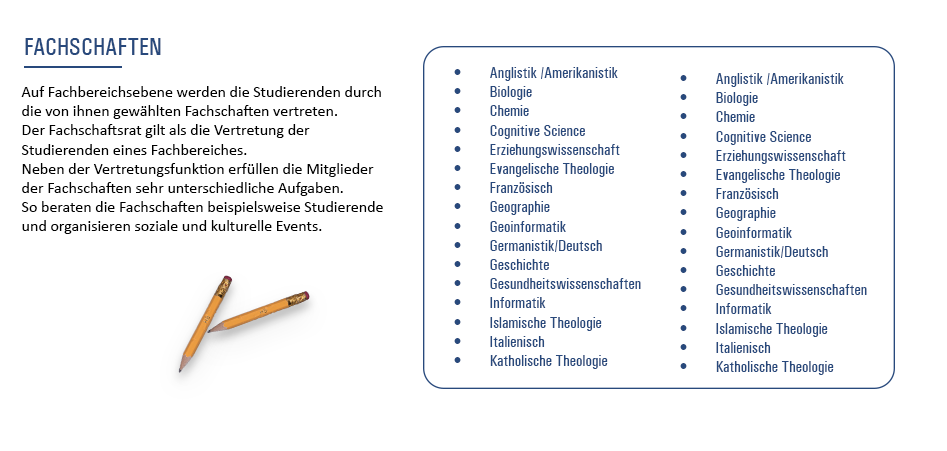 FACHSCHAFTEN
Auf Fachbereichsebene werden die Studierenden durch
die von ihnen gewählten Fachschaften vertreten.
Der Fachschaftsrat gilt als die Vertretung der
Studierenden eines Fachbereiches.
Neben der Vertretungsfunktion erfüllen die Mitglieder
der Fachschaften sehr unterschiedliche Aufgaben.
So beraten die Fachschaften beispielsweise Studierende
und organisieren soziale und kulturelle Events.
• Anglistik /Amerikanistik
• Biologie
• Chemie
• Cognitive Science
• Erziehungswissenschaft
• Evangelische Theologie
• Französisch
• Geographie
• Geoinformatik
• Germanistik/Deutsch
• Geschichte
• Gesundheitswissenschaften
• Informatik
• Islamische Theologie
• Italienisch
• Katholische Theologie
• Anglistik /Amerikanistik
• Biologie
• Chemie
• Cognitive Science
• Erziehungswissenschaft
• Evangelische Theologie
• Französisch
• Geographie
• Geoinformatik
• Germanistik/Deutsch
• Geschichte
• Gesundheitswissenschaften
• Informatik
• Islamische Theologie
• Italienisch
• Katholische Theologie